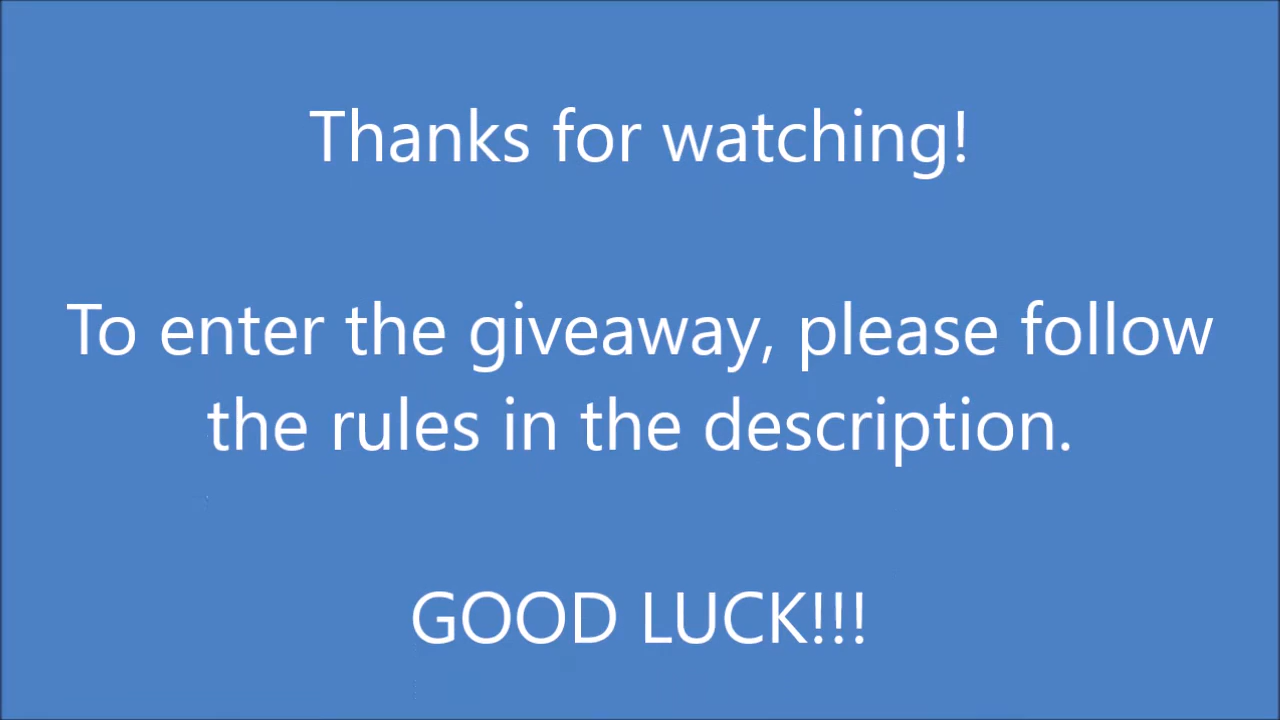 Thanks for watching!
To enter the giveaway, please follow
the rules in the description.
GOOD LUCK!!!